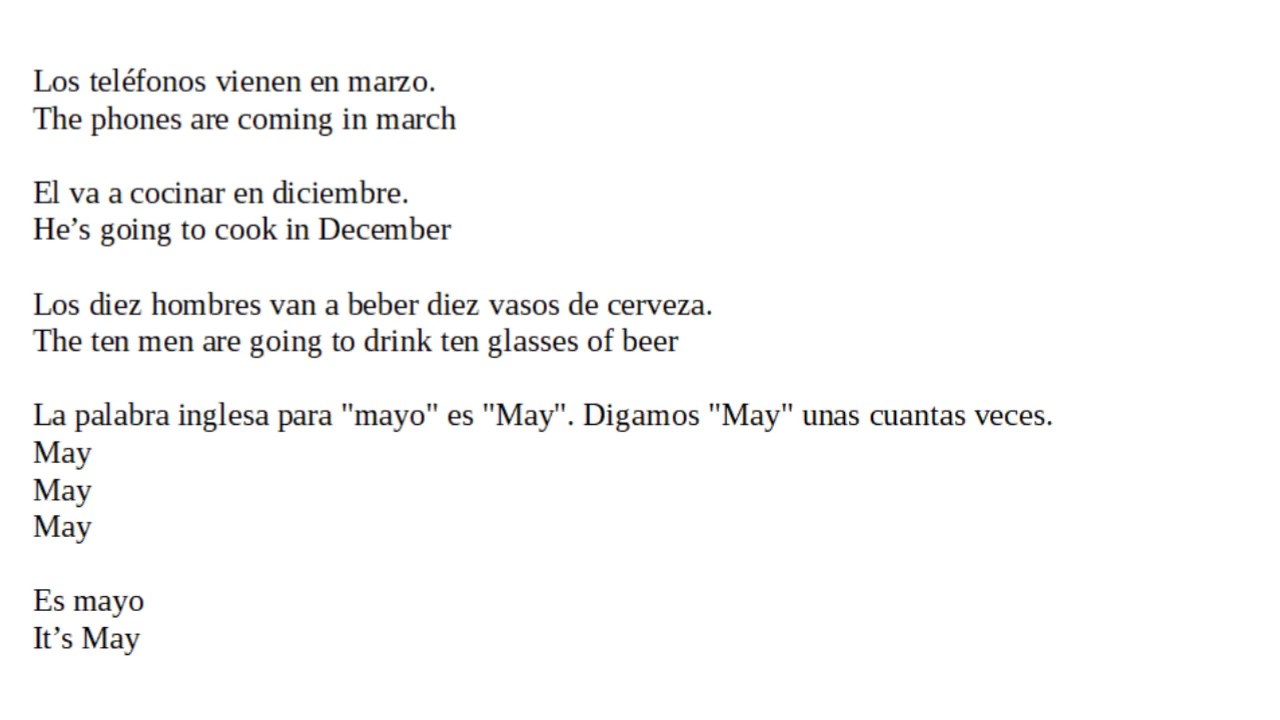 Los teléfonos vienen en marzo.
The phones are coming in march
El va a cocinar en diciembre.
He’s going to cook in December
Los diez hombres van a beber diez vasos de cerveza.
The ten men are going to drink ten glasses of beer
La palabra inglesa para "mayo" es "May". Digamos "May" unas cuantas veces.
May
May
May
Es mayo
It’s May